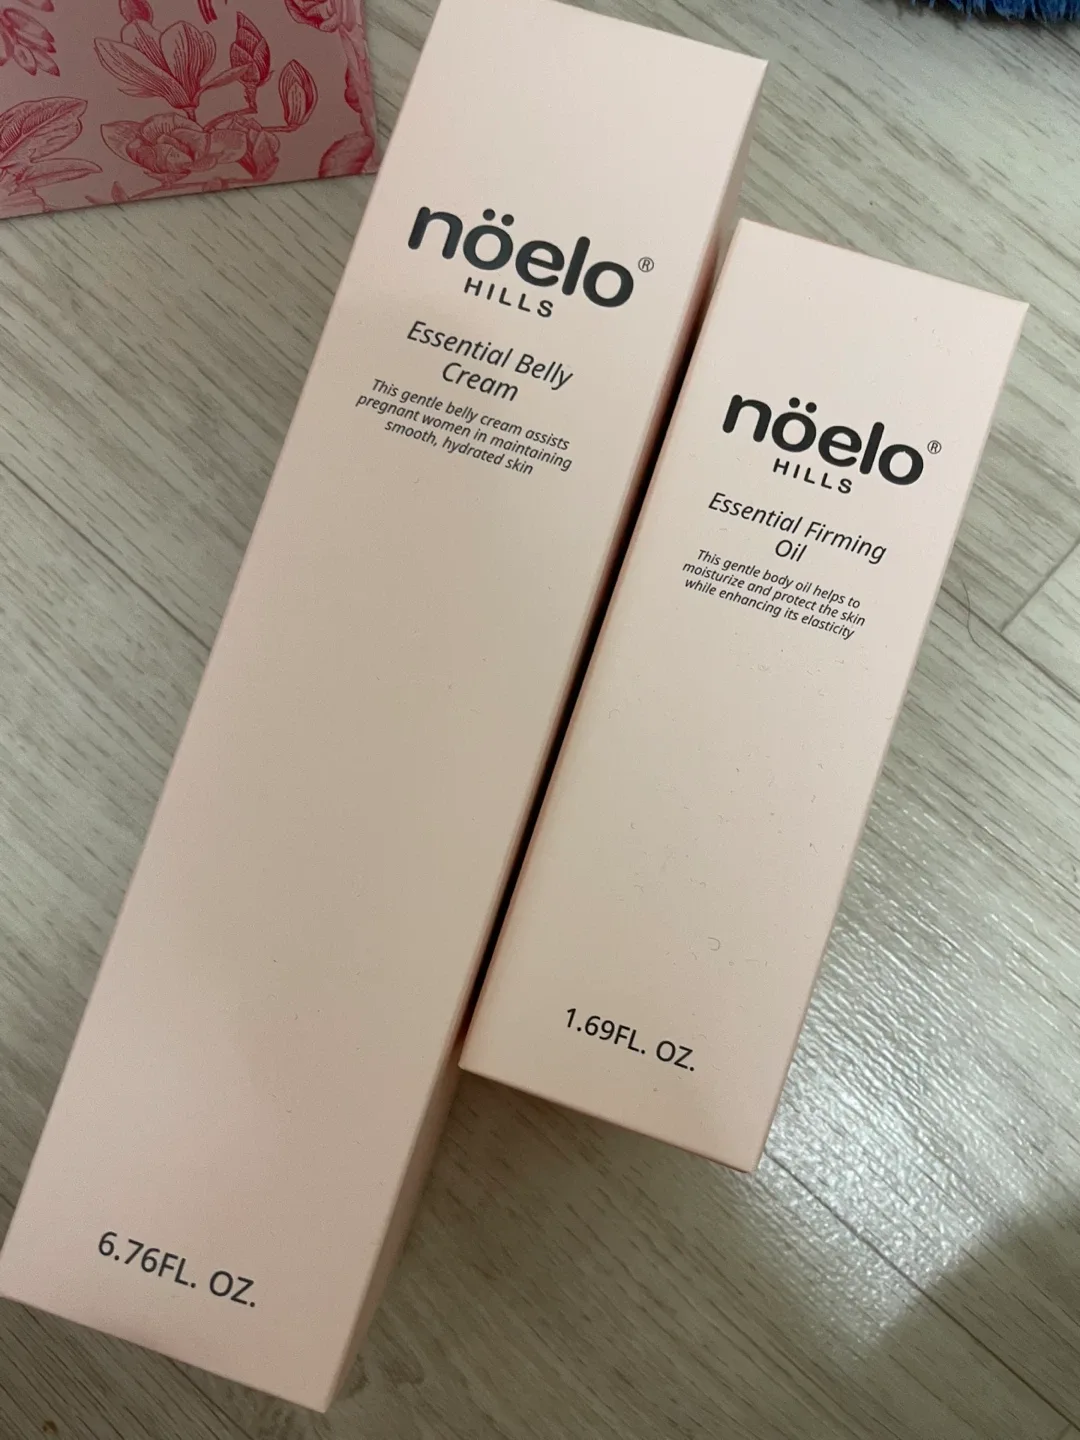 nöelo®
HILLS
Essential Belly
Cream
This gentle belly cream assists
pregnant women in maintaining
smooth, hydrated skin
6.76FL. OZ.
nöelo®
HILLS
Essential Firming
Oil
This gentle body oil helps to
moisturize and protect the skin
while enhancing its elasticity
1.69FL. OZ.